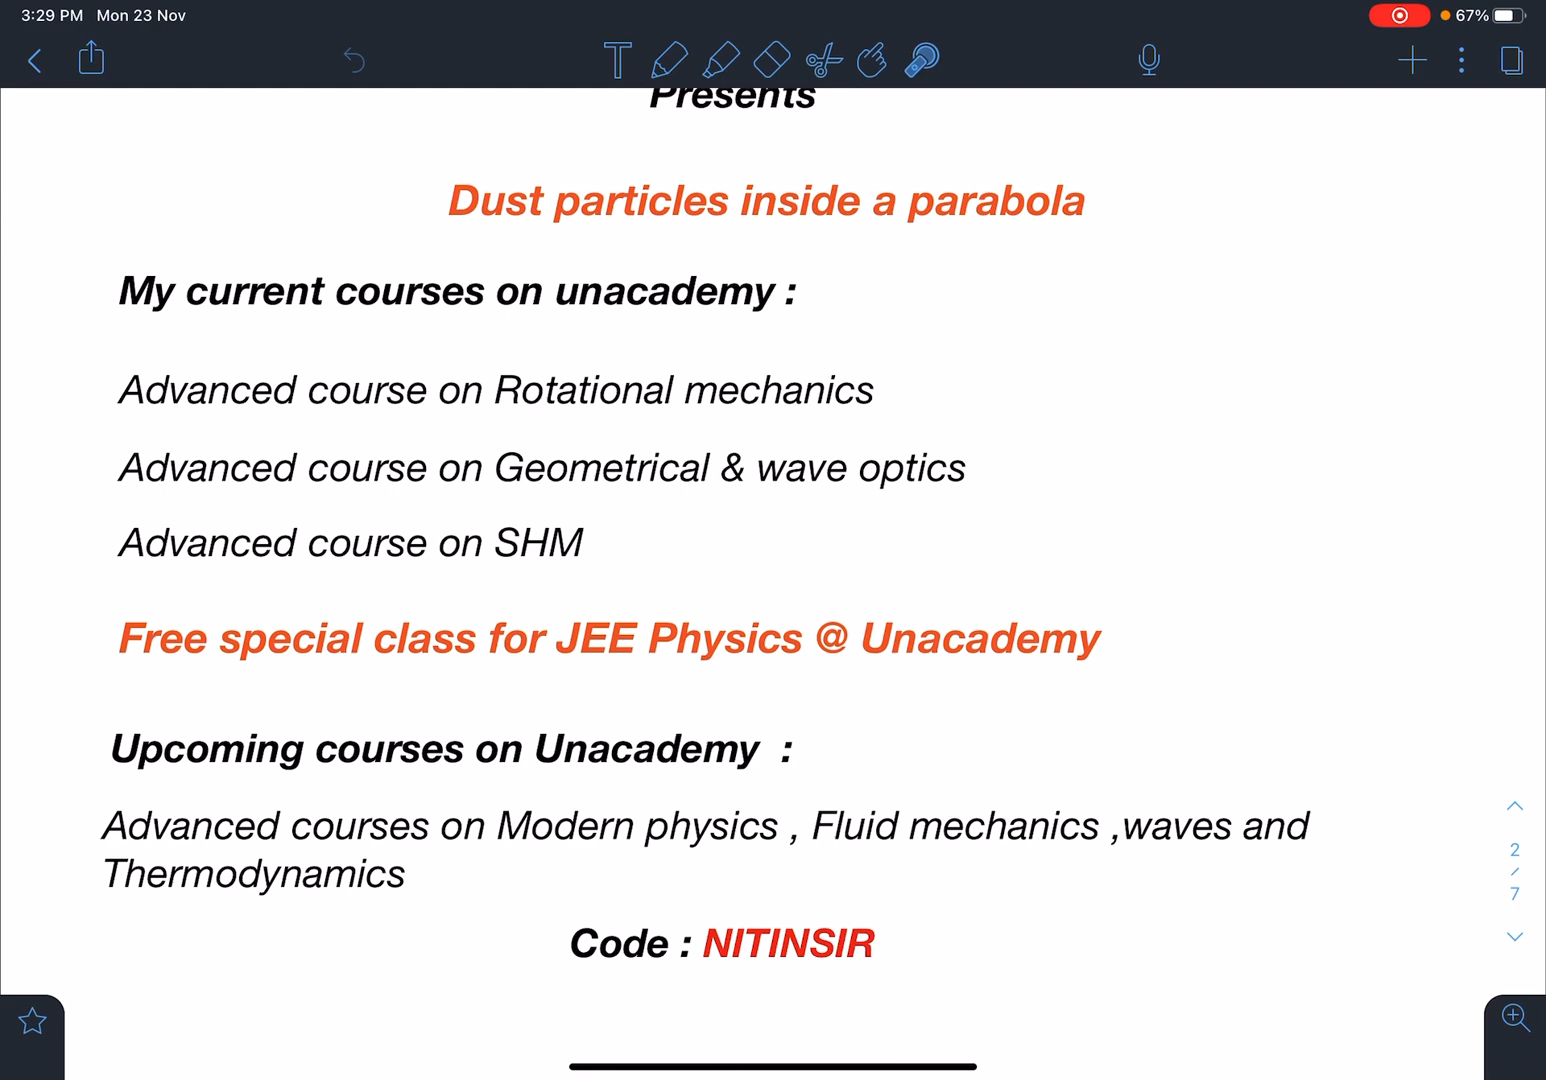 3:29 PM Mon 23 Nov 67%
T
Presents
Dust particles inside a parabola
My current courses on unacademy :
Advanced course on Rotational mechanics
Advanced course on Geometrical & wave optics
Advanced course on SHM
Free special class for JEE Physics @ Unacademy
Upcoming courses on Unacademy :
Advanced courses on Modern physics , Fluid mechanics ,waves and
Thermodynamics
2
/
7
Code : NITINSIR